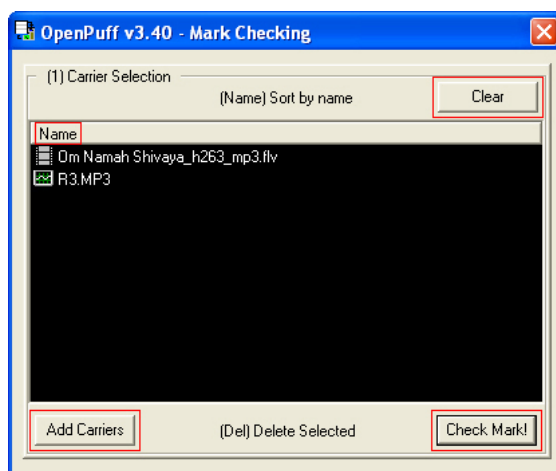 OpenPuff v3.40 - Mark Checking
(1) Carrier Selection
(Name) Sort by name
Clear
Name
Om Namah Shivaya_h263_mp3.flv
R3.MP3
Add Carriers
(Del) Delete Selected
Check Mark!